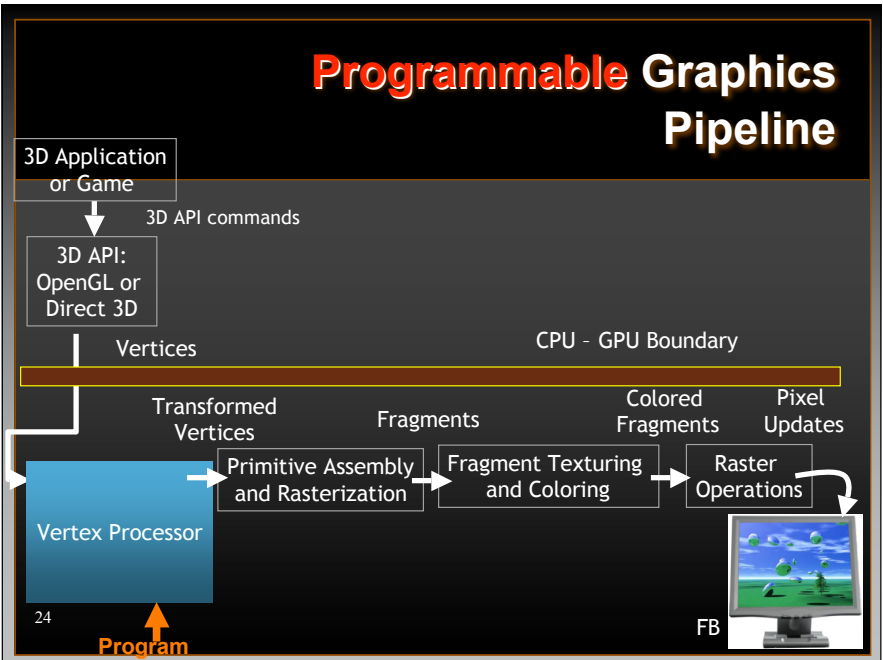 Programmable Graphics
Pipeline
3D Application
or Game
3D API commands
3D API:
OpenGL or
Direct 3D
Vertices
CPU – GPU Boundary
Transformed
Vertices
Fragments
Colored
Fragments
Pixel
Updates
Vertex Processor
Primitive Assembly
and Rasterization
Fragment Texturing
and Coloring
Raster
Operations
24
Program
FB